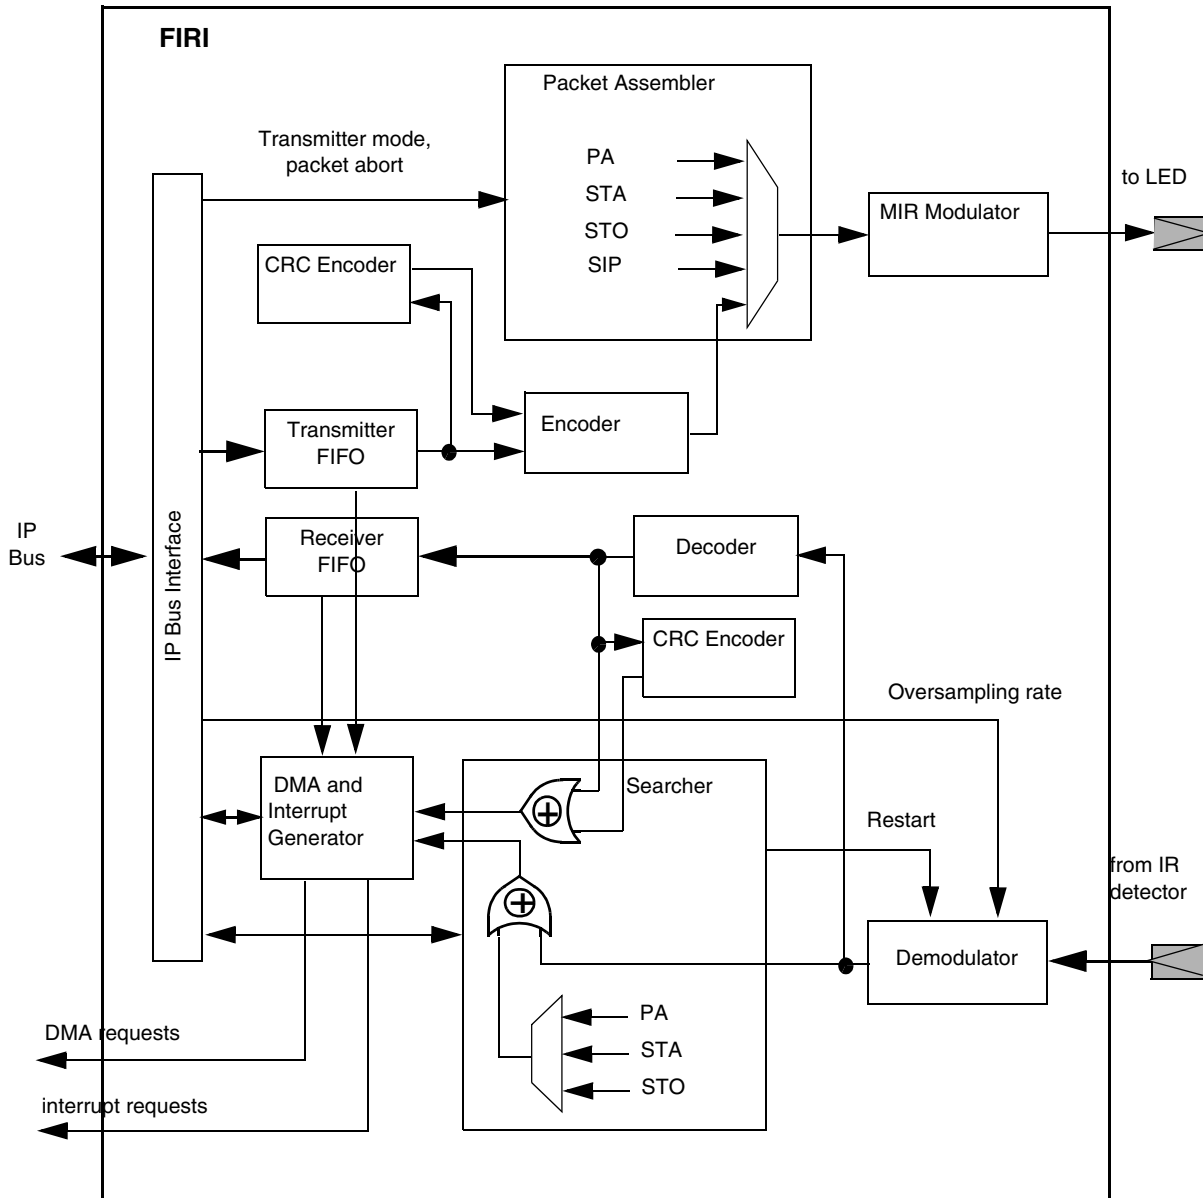 FIRI
Packet Assembler
Transmitter mode,
packet abort
PA
STA
STO
SIP
to LED
MIR Modulator
CRC Encoder
Transmitter
FIFO
Encoder
IP
Bus
IP Bus Interface
Receiver
FIFO
Decoder
CRC Encoder
Oversampling rate
DMA and
Interrupt
Generator
Searcher
Restart
from IR
detector
Demodulator
PA
STA
STO
DMA requests
interrupt requests